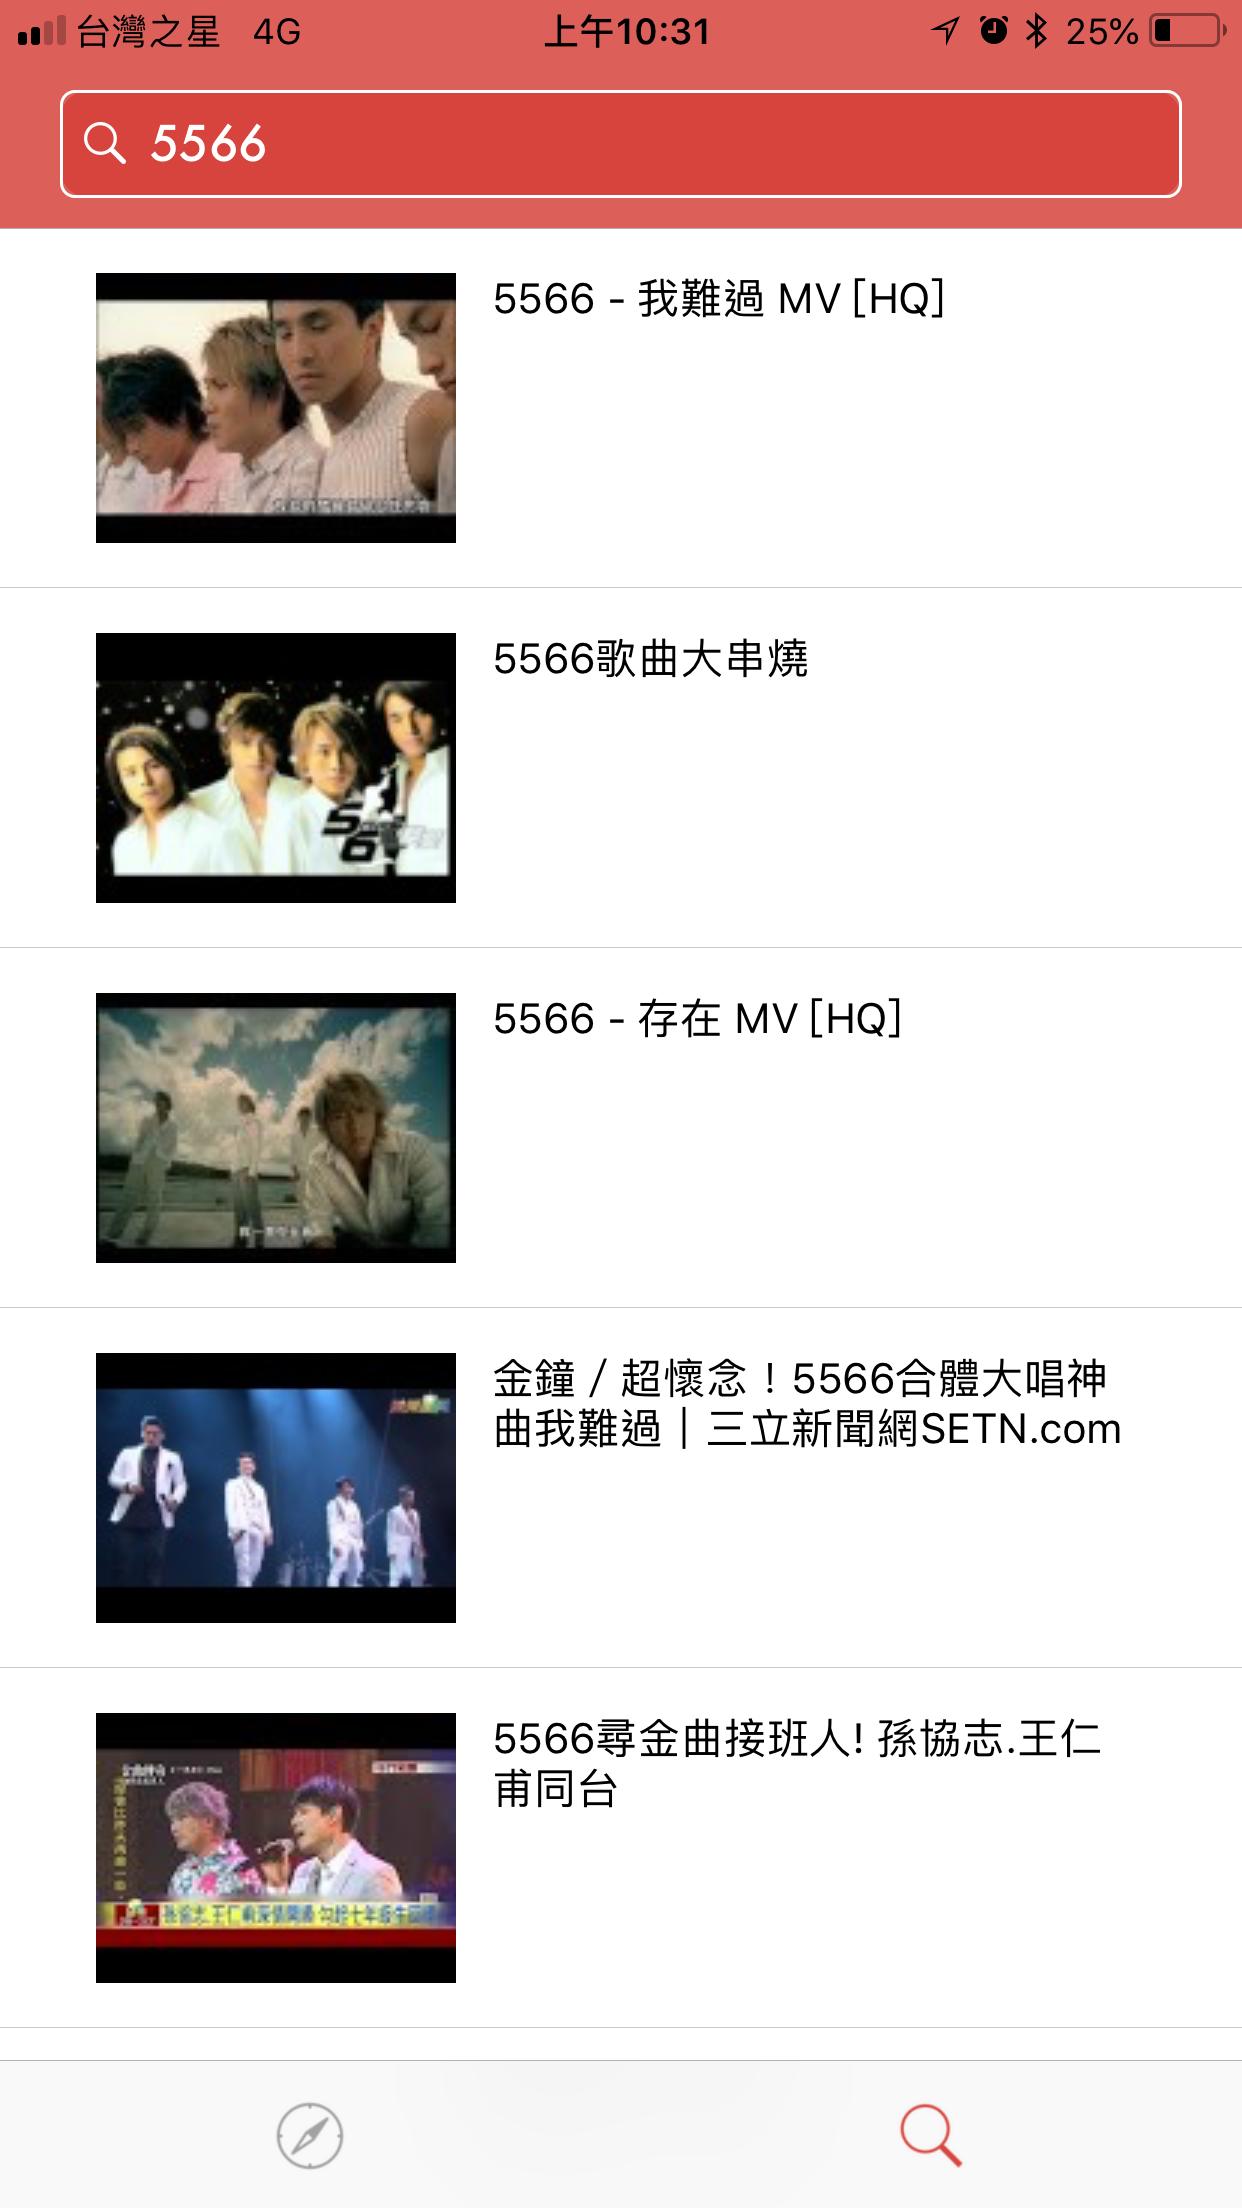 台灣之星 4G 上午10:31 25%
5566
5566 - 我難過 MV [HQ]
5566歌曲大串燒
5566 - 存在 MV [HQ]
金鐘／超懷念！5566合體大唱神
曲我難過｜三立新聞網SETN.com
5566尋金曲接班人! 孫協志.王仁
甫同台